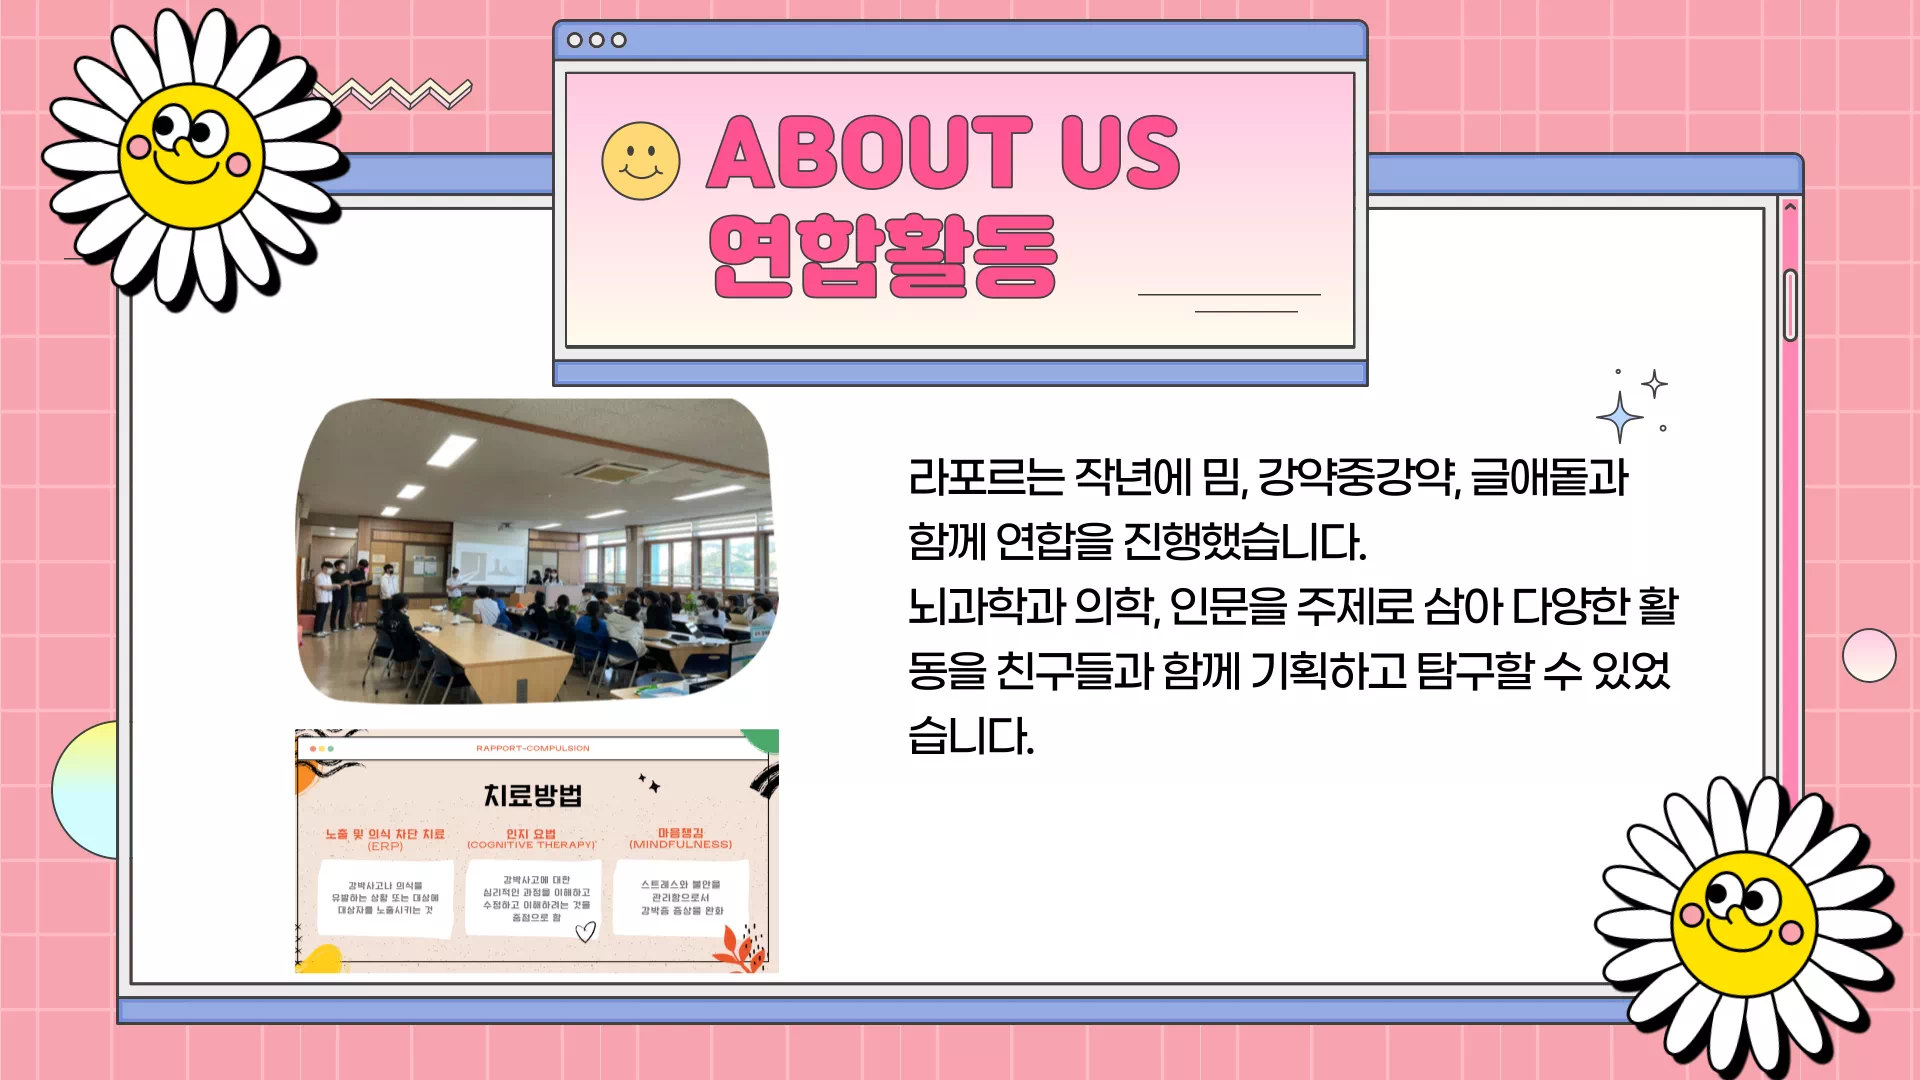 ABOUT US
연합활동
라포르는 작년에 밈, 강약중강약, 글애돝과
함께 연합을 진행했습니다.
뇌과학과 의학, 인문을 주제로 삼아 다양한 활
동을 친구들과 함께 기획하고 탐구할 수 있었
습니다.
RAPPORT-COMPULSION
치료방법
노출 및 의식 차단 치료
(ERP)
강박사고나 의식을
유발하는 상황 또는 대상에
대상자를 노출시키는 것
인지 요법
(COGNITIVE THERAPY)'
강박사고에 대한
심리적인 과정을 이해하고
수정하고 이해하려는 것을
중점으로 함
마음챙김
(MINDFULNESS)
스트레스와 불안을
관리함으로서
강박증 증상을 완화